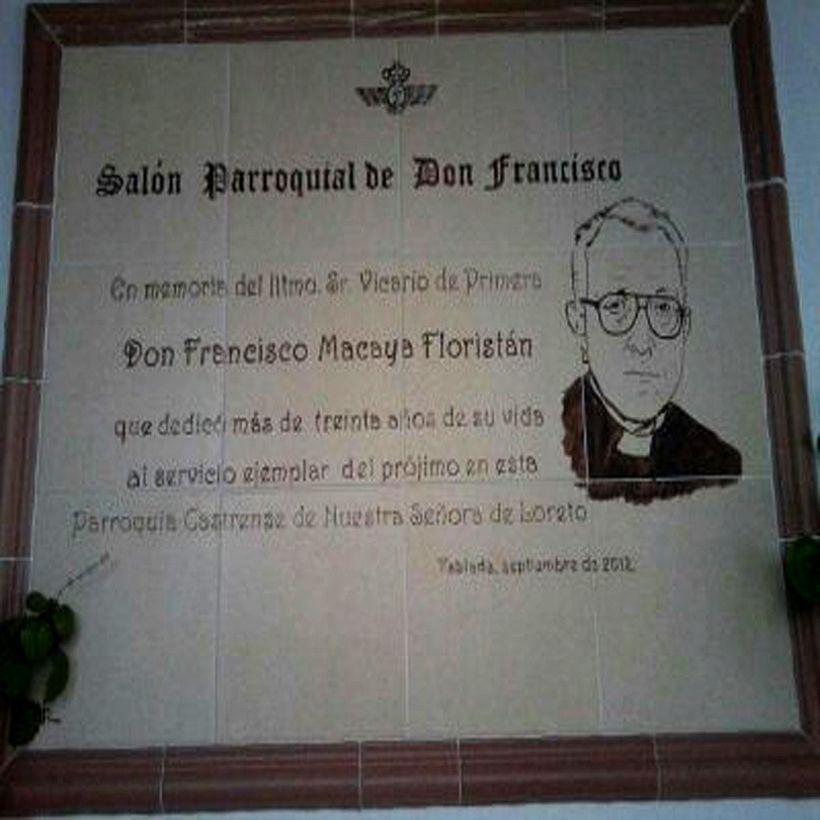 Salón Parroquial de Don Francisco
En memoria del Iltmo. Sr. Vicario de Primera
Don Francisco Macaya Floristán
que dedicó más de treinta años de su vida
al servicio ejemplar del prójimo en esta
Parroquia Castrense de Nuestra Señora de Loreto
Tablada, septiembre de 2012.